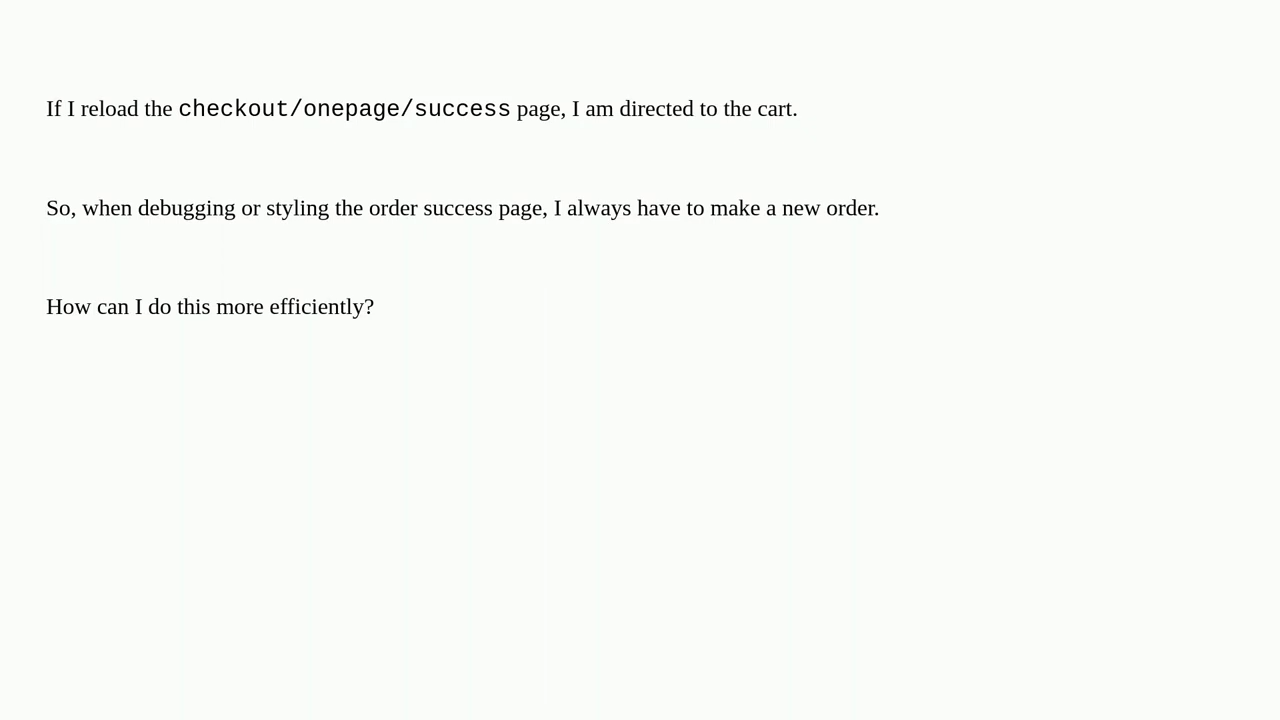 If I reload the checkout/onepage/success page, I am directed to the cart.
So, when debugging or styling the order success page, I always have to make a new order.
How can I do this more efficiently?